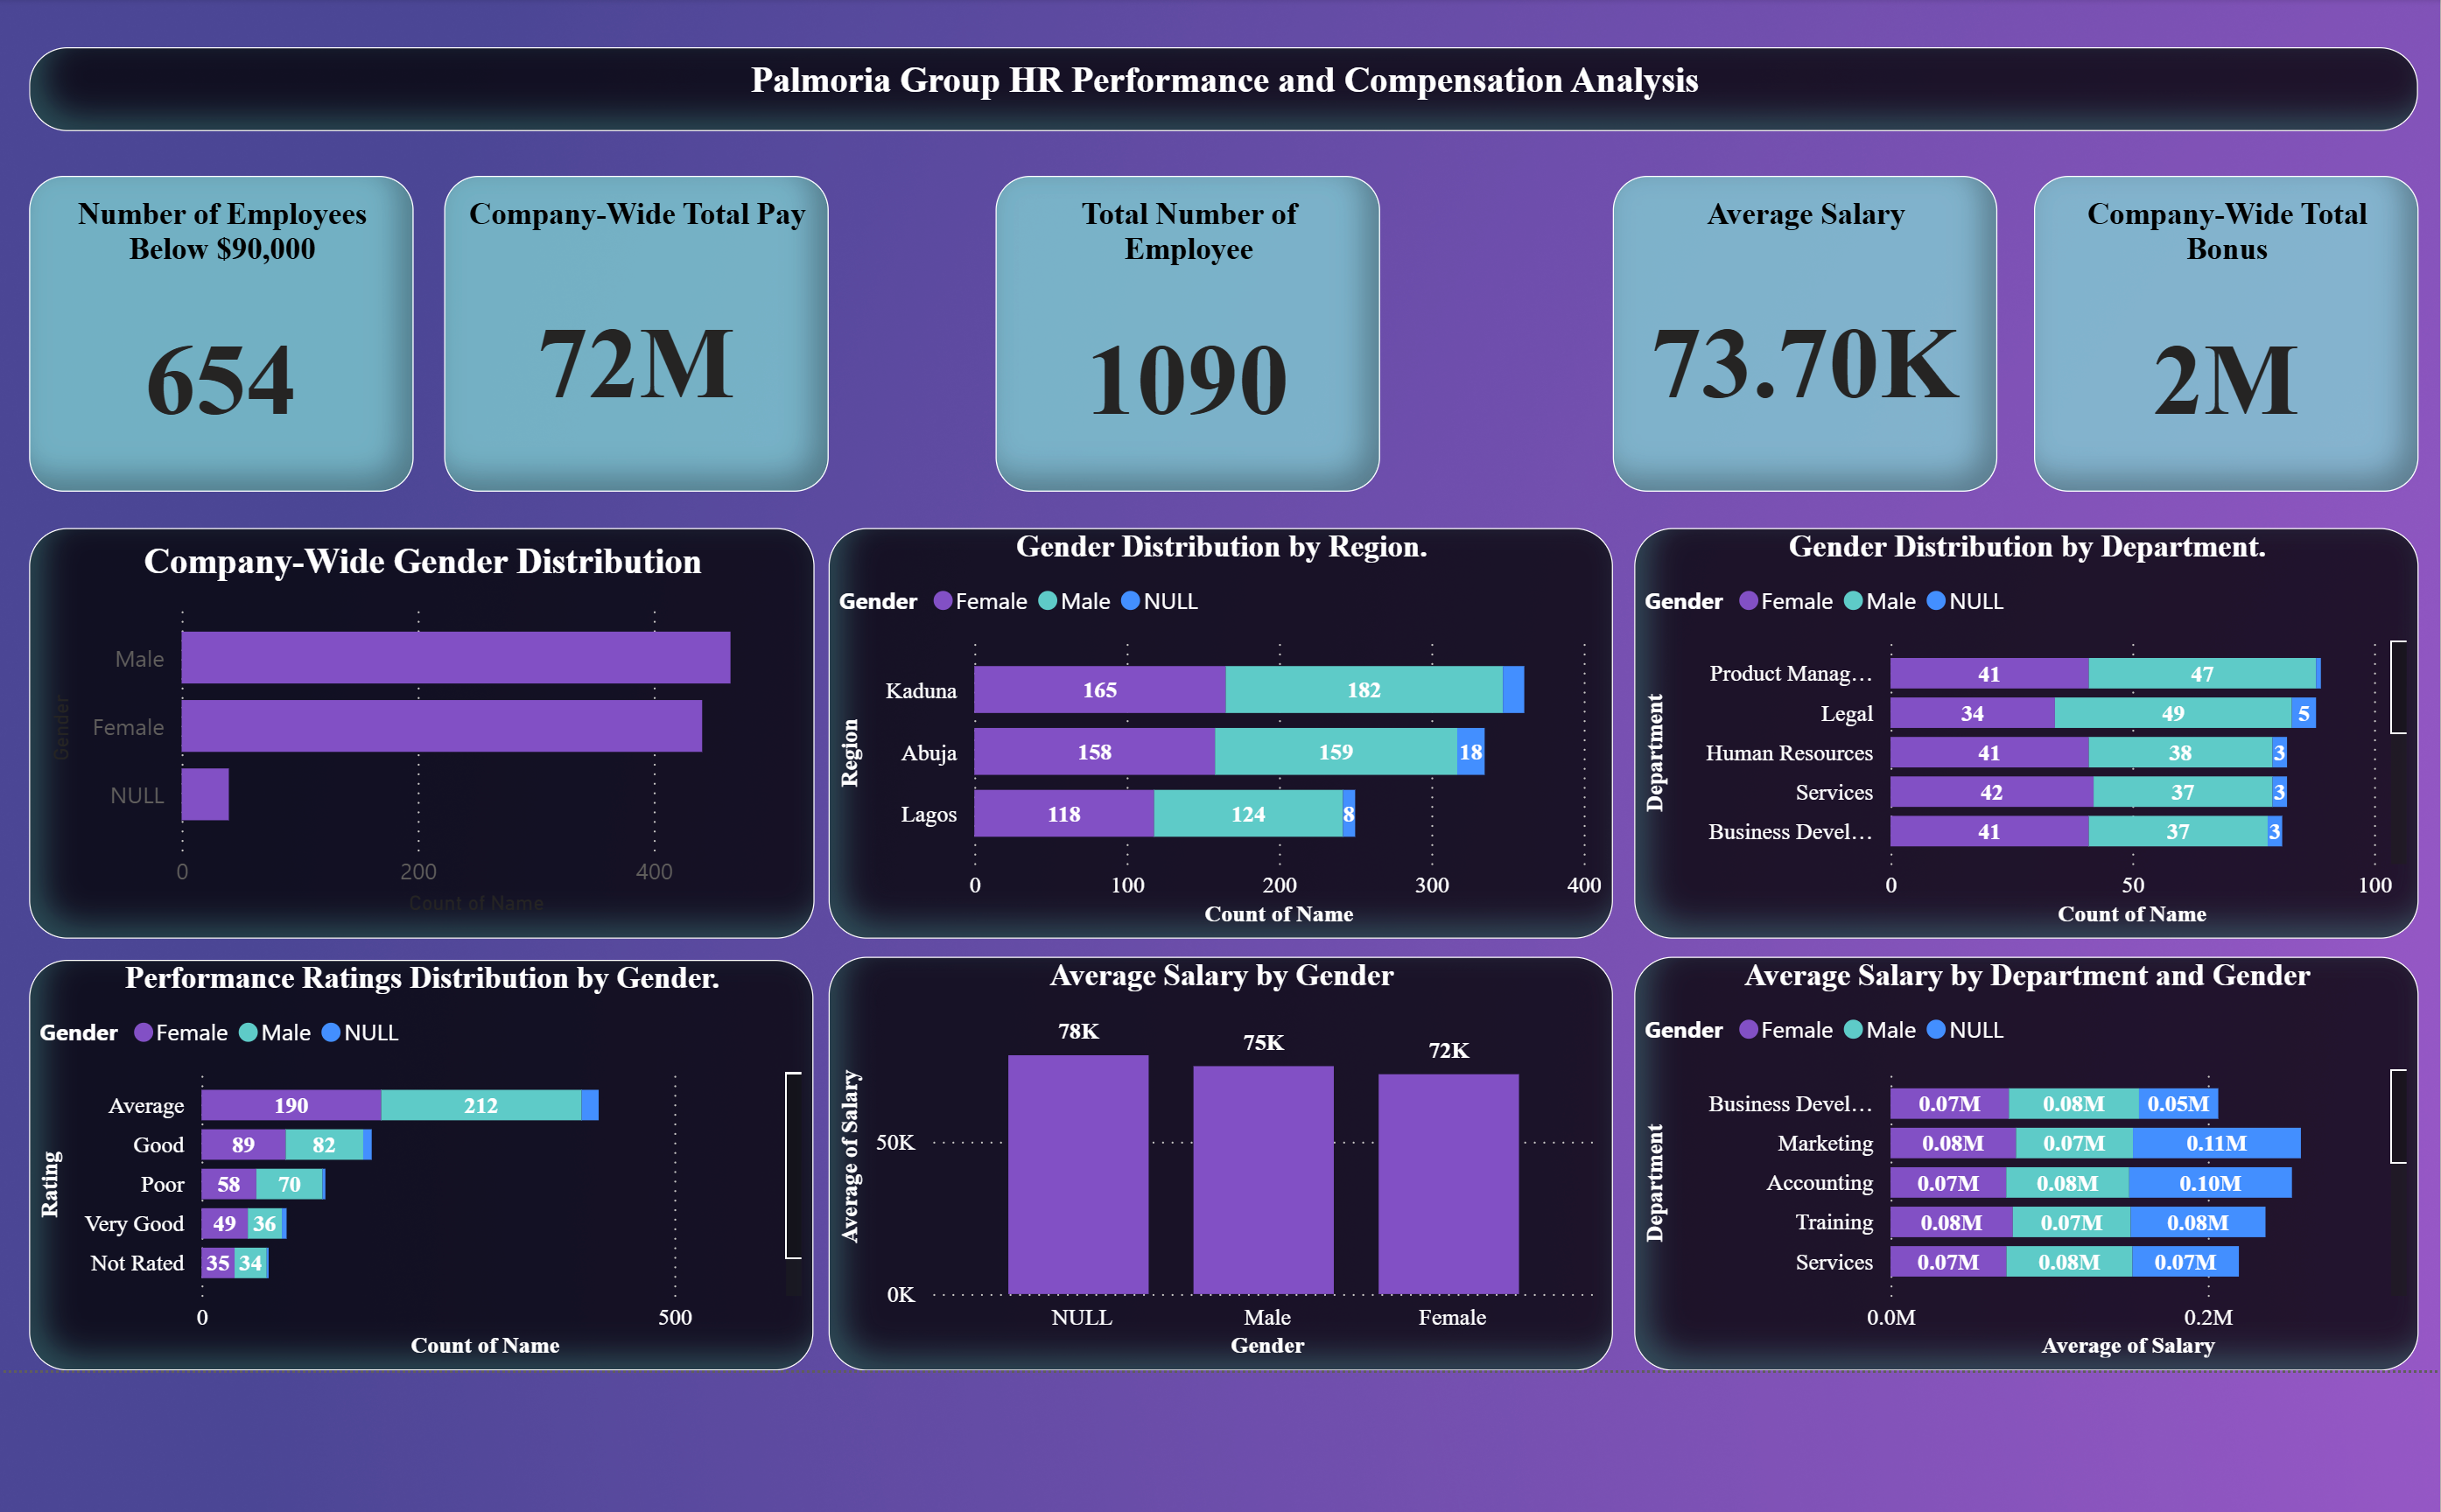 Palmoria Group HR Performance and Compensation Analysis
Number of Employees
Below $90,000
654
Company-Wide Total Pay
72M
Total Number of
Employee
1090
Average Salary
73.70K
Company-Wide Total
Bonus
2M
Company-Wide Gender Distribution
Gender
Male
Female
NULL
0 200 400
Count of Name
Gender Distribution by Region.
Gender Female Male NULL
Region
Kaduna 165 182
Abuja 158 159 18
Lagos 118 124 8
0 100 200 300 400
Count of Name
Gender Distribution by Department.
Gender Female Male NULL
Department
Product Manag… 41 47
Legal 34 49 5
Human Resources 41 38 3
Services 42 37 3
Business Devel… 41 37 3
0 50 100
Count of Name
Performance Ratings Distribution by Gender.
Gender Female Male NULL
Rating
Average 190 212
Good 89 82
Poor 58 70
Very Good 49 36
Not Rated 35 34
0 500
Count of Name
Average Salary by Gender
Average of Salary
78K 75K 72K
50K
0K
NULL Male Female
Gender
Average Salary by Department and Gender
Gender Female Male NULL
Department
Business Devel… 0.07M 0.08M 0.05M
Marketing 0.08M 0.07M 0.11M
Accounting 0.07M 0.08M 0.10M
Training 0.08M 0.07M 0.08M
Services 0.07M 0.08M 0.07M
0.0M 0.2M
Average of Salary